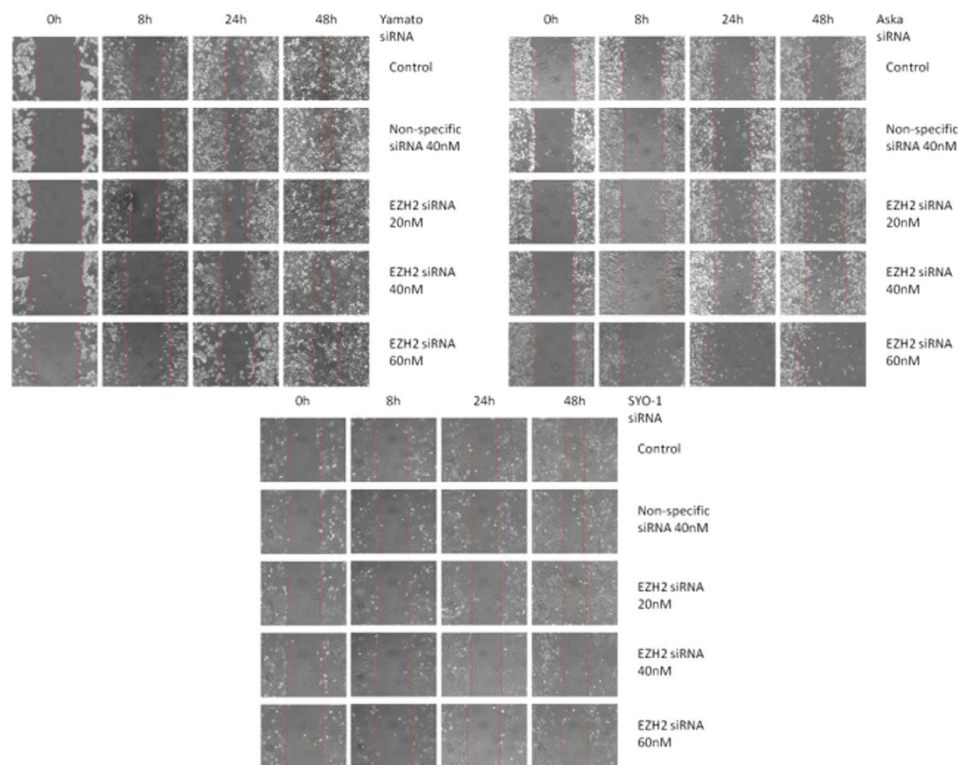 0h 8h 24h 48h Yamato
siRNA
Control
Non-specific
siRNA 40nM
EZH2 siRNA
20nM
EZH2 siRNA
40nM
EZH2 siRNA
60nM
0h 8h 24h 48h Aska
siRNA
Control
Non-specific
siRNA 40nM
EZH2 siRNA
20nM
EZH2 siRNA
40nM
EZH2 siRNA
60nM
0h 8h 24h 48h SYO-1
siRNA
Control
Non-specific
siRNA 40nM
EZH2 siRNA
20nM
EZH2 siRNA
40nM
EZH2 siRNA
60nM